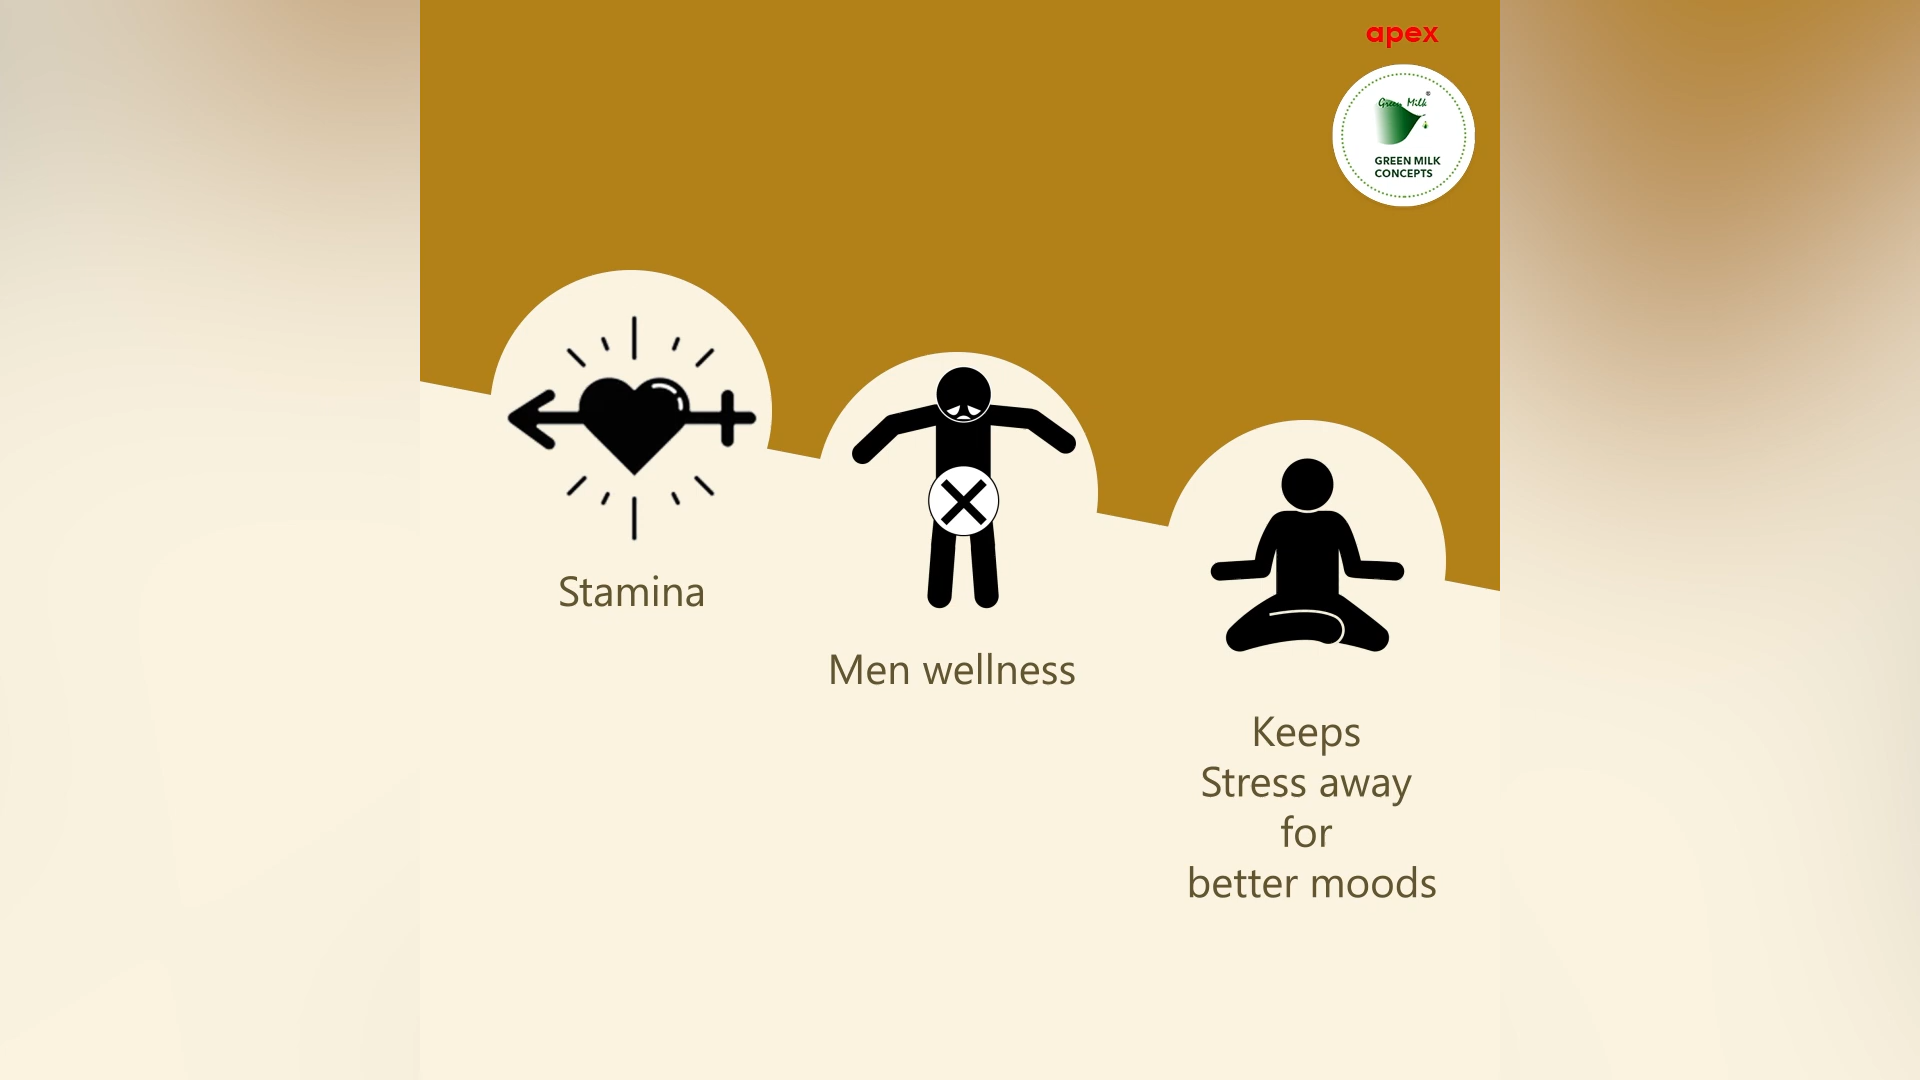 apex
Green Milk
®
GREEN MILK
CONCEPTS
Stamina
Men wellness
Keeps
Stress away
for
better moods